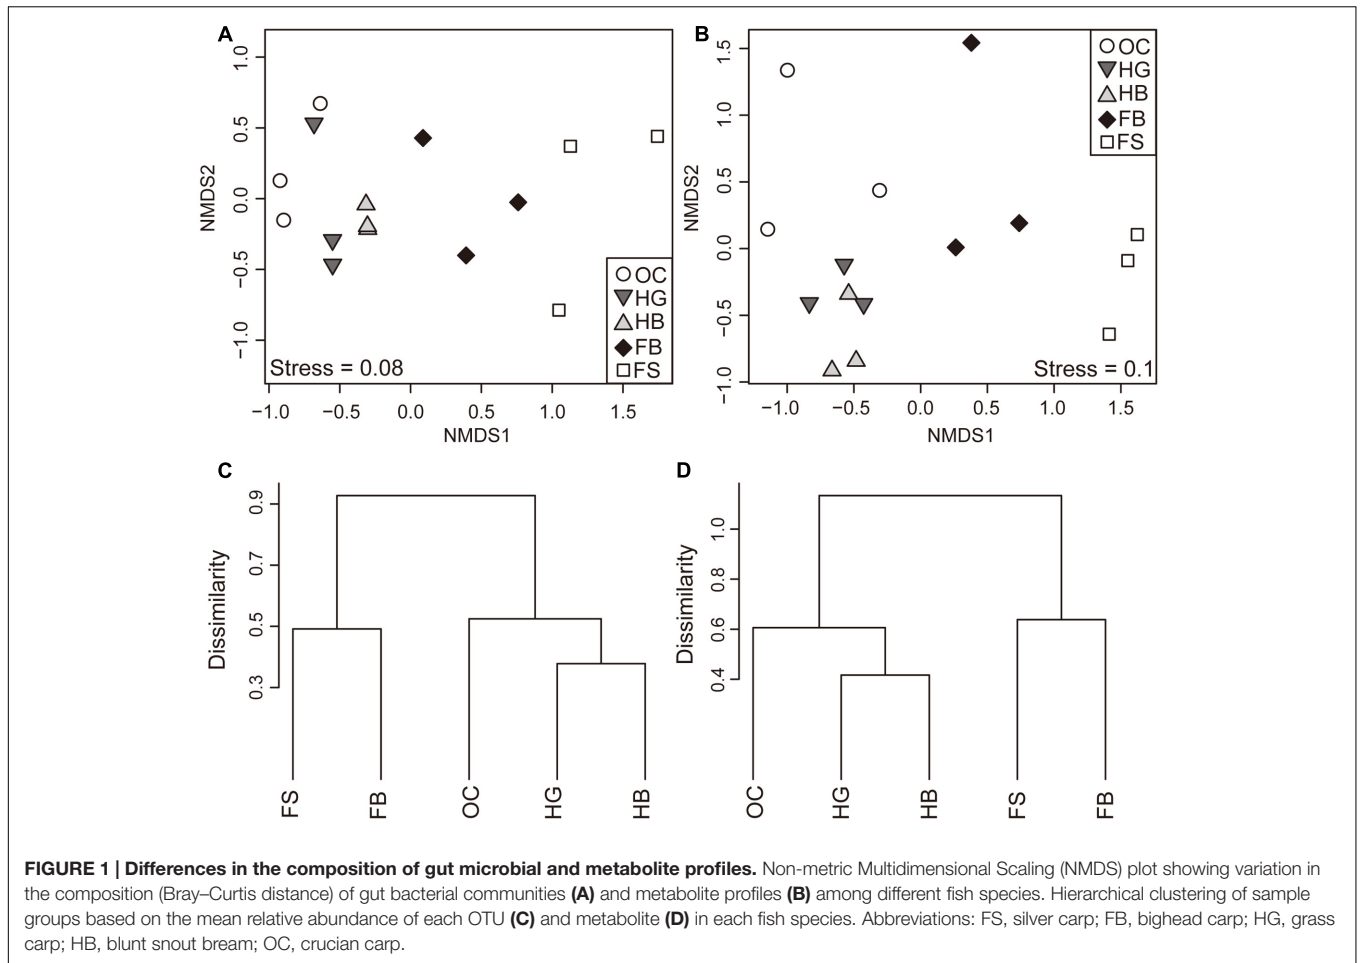 A
1.0
0.5
0.0
−0.5
−1.0
NMDS2
−1.0 −0.5 0.0 0.5 1.0 1.5
NMDS1
Stress = 0.08
OC
HG
HB
FB
FS
B
1.5
1.0
0.5
0.0
−0.5
−1.0
NMDS2
−1.0 −0.5 0.0 0.5 1.0 1.5
NMDS1
Stress = 0.1
OC
HG
HB
FB
FS
C
0.9
0.7
0.5
0.3
Dissimilarity
FS FB OC HG HB
D
1.0
0.8
0.6
0.4
Dissimilarity
OC HG HB FS FB
FIGURE 1 | Differences in the composition of gut microbial and metabolite profiles. Non-metric Multidimensional Scaling (NMDS) plot showing variation in
the composition (Bray–Curtis distance) of gut bacterial communities (A) and metabolite profiles (B) among different fish species. Hierarchical clustering of sample
groups based on the mean relative abundance of each OTU (C) and metabolite (D) in each fish species. Abbreviations: FS, silver carp; FB, bighead carp; HG, grass
carp; HB, blunt snout bream; OC, crucian carp.